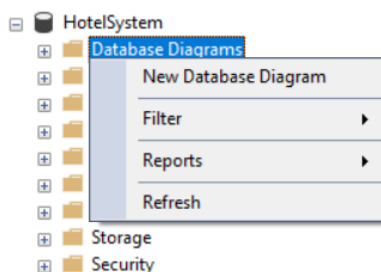 HotelSystem
Database Diagrams
New Database Diagram
Filter
Reports
Refresh
Storage
Security